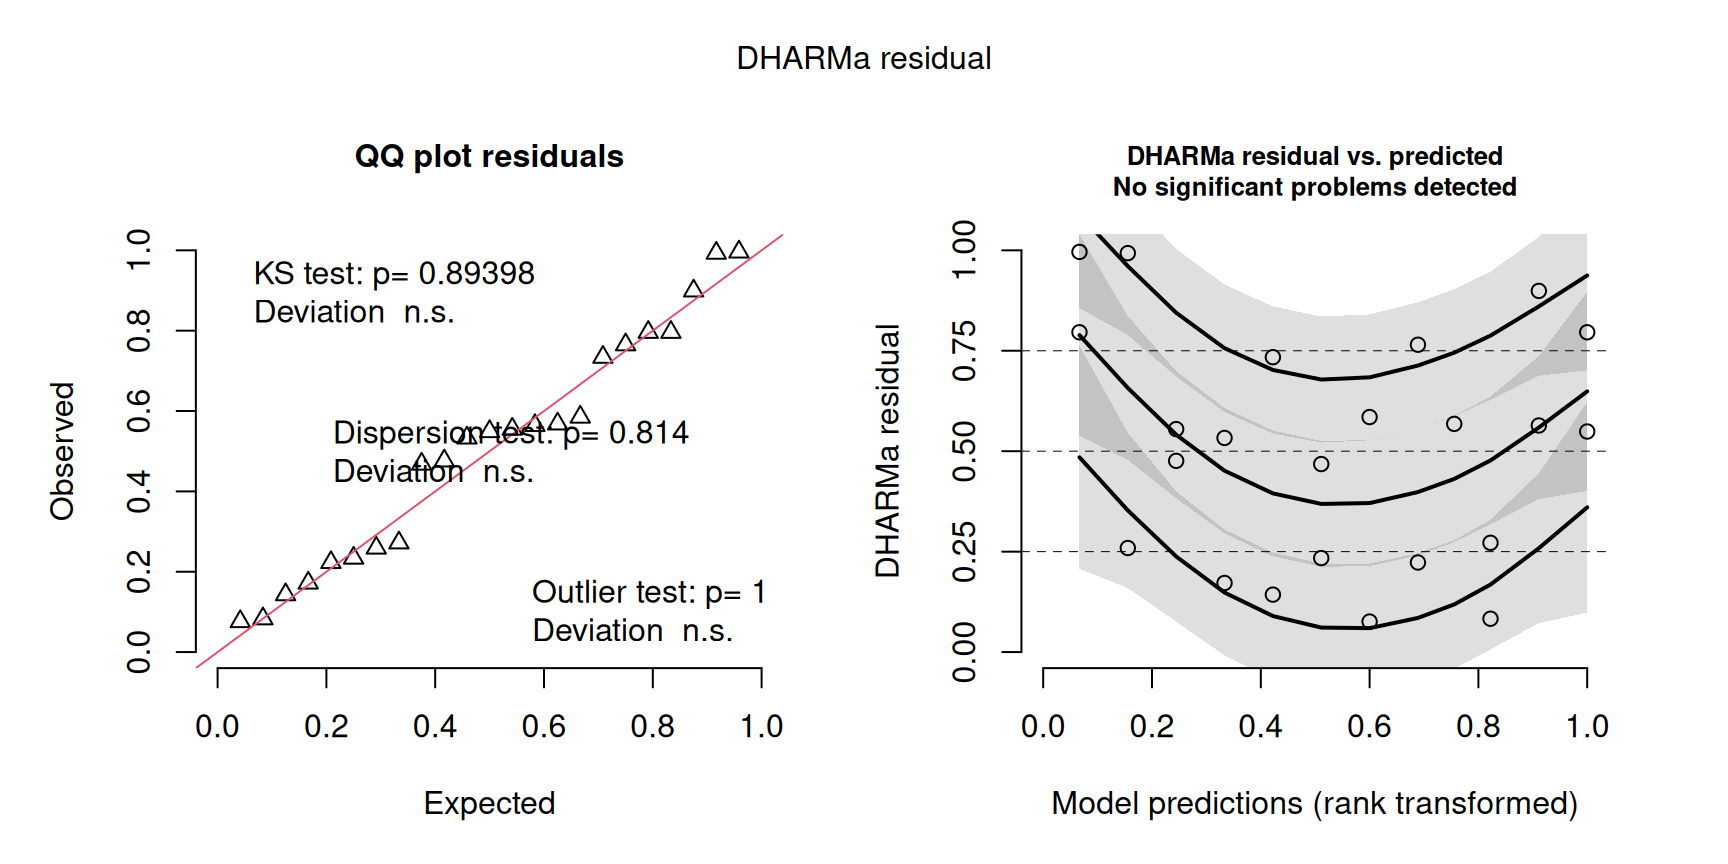 DHARMa residual
QQ plot residuals
KS test: p= 0.89398
Deviation  n.s.
Dispersion test: p= 0.814
Deviation  n.s.
Outlier test: p= 1
Deviation  n.s.
Observed
0.0 0.2 0.4 0.6 0.8 1.0
0.0 0.2 0.4 0.6 0.8 1.0
Expected
DHARMa residual vs. predicted
No significant problems detected
DHARMa residual
0.00 0.25 0.50 0.75 1.00
0.0 0.2 0.4 0.6 0.8 1.0
Model predictions (rank transformed)